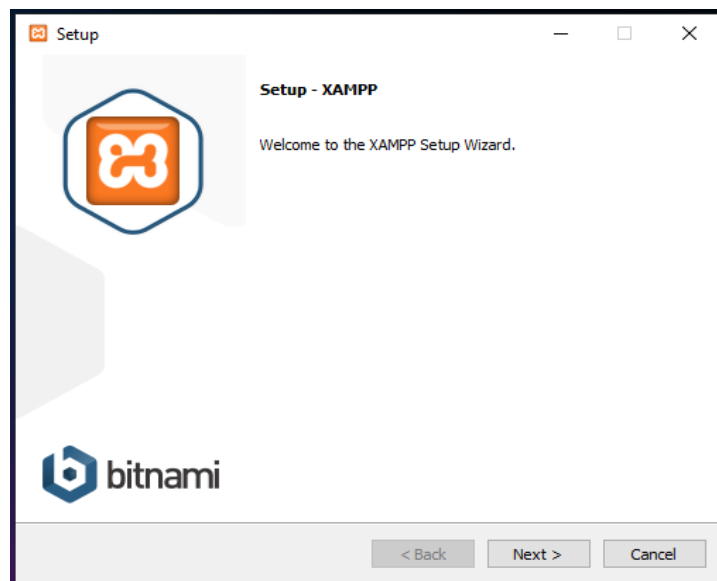 Setup
Setup - XAMPP
Welcome to the XAMPP Setup Wizard.
bitnami
< Back
Next >
Cancel